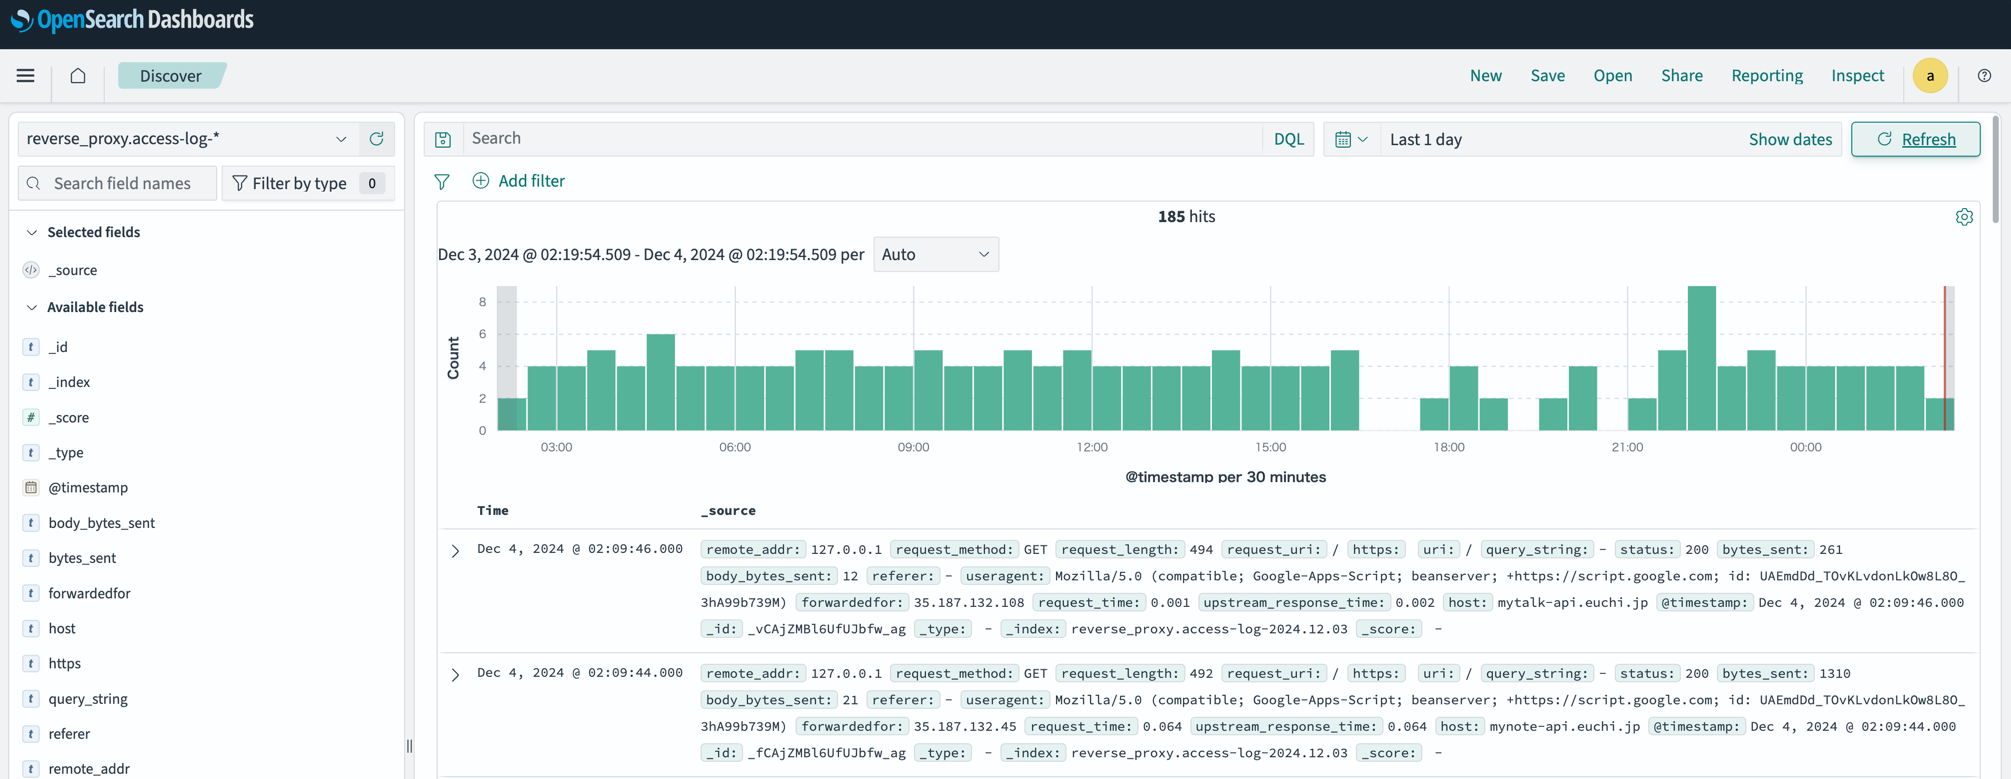 OpenSearch Dashboards
Discover
New Save Open Share Reporting Inspect a
reverse_proxy.access-log-*
Search DQL Last 1 day Show dates Refresh
Search field names Filter by type 0
Add filter
Selected fields
_source
Available fields
t _id
t _index
# _score
t _type
@timestamp
t body_bytes_sent
t bytes_sent
t forwardedfor
t host
t https
t query_string
t referer
t remote_addr
185 hits
Dec 3, 2024 @ 02:19:54.509 - Dec 4, 2024 @ 02:19:54.509 per Auto
Count
8
6
4
2
0
03:00 06:00 09:00 12:00 15:00 18:00 21:00 00:00
@timestamp per 30 minutes
Time _source
Dec 4, 2024 @ 02:09:46.000 remote_addr: 127.0.0.1 request_method: GET request_length: 494 request_uri: / https: uri: / query_string: - status: 200 bytes_sent: 261
body_bytes_sent: 12 referer: - useragent: Mozilla/5.0 (compatible; Google-Apps-Script; beanserver; +https://script.google.com; id: UAEmdDd_TOvKLvdonLkOw8L8O_
3hA99b739M) forwardedfor: 35.187.132.108 request_time: 0.001 upstream_response_time: 0.002 host: mytalk-api.euchi.jp @timestamp: Dec 4, 2024 @ 02:09:46.000
_id: _vCAjZMBl6UfUJbfw_ag _type: - _index: reverse_proxy.access-log-2024.12.03 _score: -
Dec 4, 2024 @ 02:09:44.000 remote_addr: 127.0.0.1 request_method: GET request_length: 492 request_uri: / https: uri: / query_string: - status: 200 bytes_sent: 1310
body_bytes_sent: 21 referer: - useragent: Mozilla/5.0 (compatible; Google-Apps-Script; beanserver; +https://script.google.com; id: UAEmdDd_TOvKLvdonLkOw8L8O_
3hA99b739M) forwardedfor: 35.187.132.45 request_time: 0.064 upstream_response_time: 0.064 host: mynote-api.euchi.jp @timestamp: Dec 4, 2024 @ 02:09:44.000
_id: _fCAjZMBl6UfUJbfw_ag _type: - _index: reverse_proxy.access-log-2024.12.03 _score: -